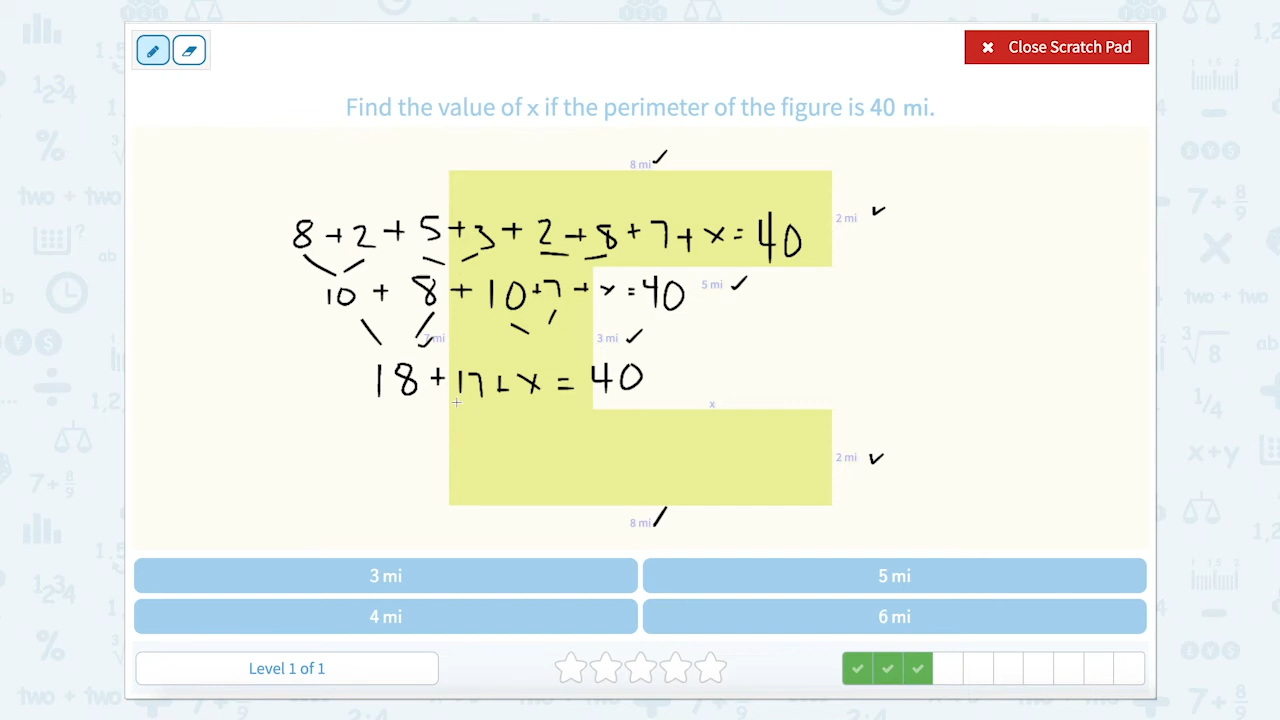 Close Scratch Pad
Find the value of x if the perimeter of the figure is 40 mi.
8 mi
2 mi
8 + 2 + 5 + 3 + 2 + 8 + 7 + x = 40
5 mi
10 + 8 + 10 + 7 + x = 40
7 mi
3 mi
18 + 17 + x = 40
x
2 mi
8 mi
3 mi
5 mi
4 mi
6 mi
Level 1 of 1